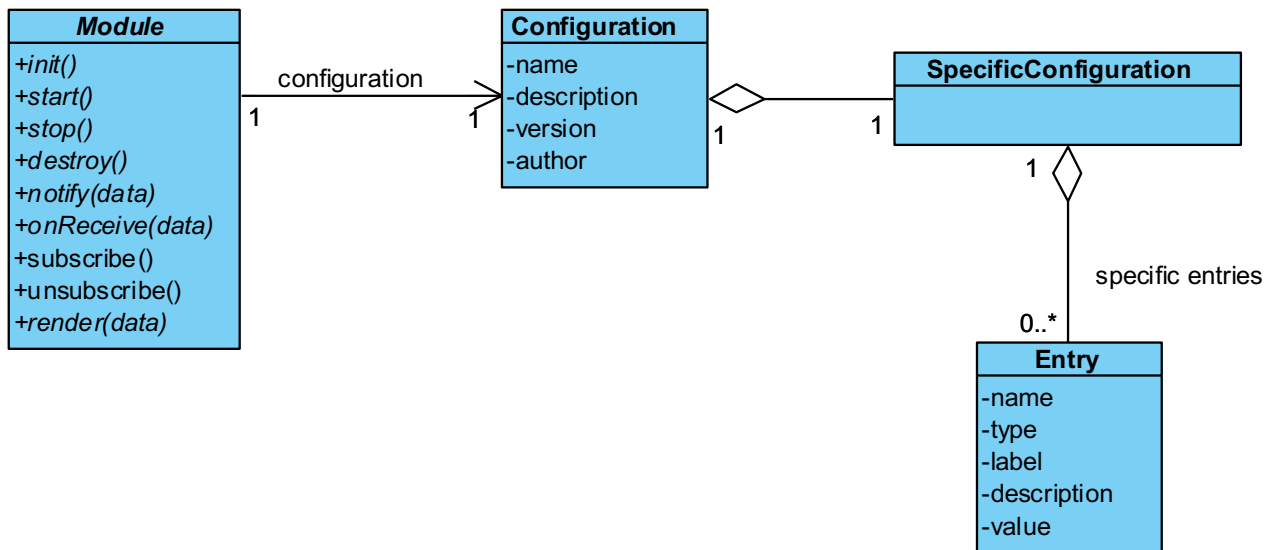 Module
+init()
+start()
+stop()
+destroy()
+notify(data)
+onReceive(data)
+subscribe()
+unsubscribe()
+render(data)
configuration
1
1
Configuration
-name
-description
-version
-author
1
1
SpecificConfiguration
1
specific entries
0..*
Entry
-name
-type
-label
-description
-value